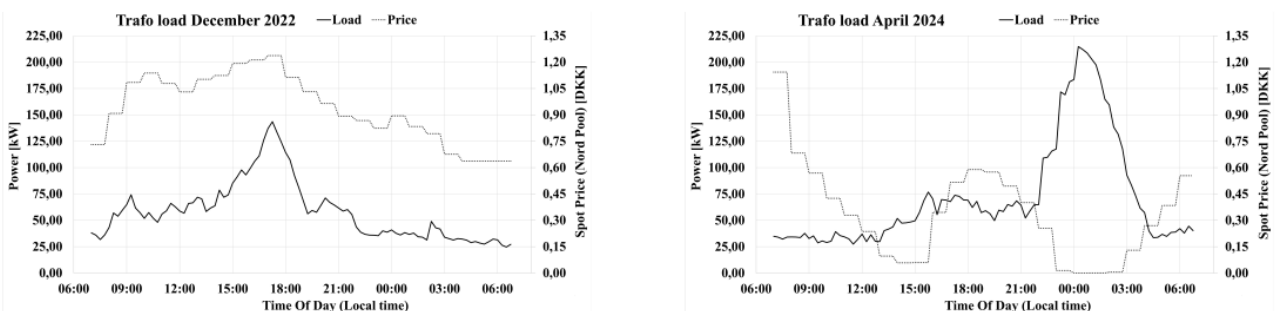 Trafo load December 2022 Load Price
225,00 1,35
200,00 1,20
175,00 1,05
150,00 0,90
125,00 0,75
100,00 0,60
75,00 0,45
50,00 0,30
25,00 0,15
0,00 0,00
06:00 09:00 12:00 15:00 18:00 21:00 00:00 03:00 06:00
Time Of Day (Local time)
Power [kW]
Spot Price (Nord Pool) [DKK]
Trafo load April 2024 Load Price
225,00 1,35
200,00 1,20
175,00 1,05
150,00 0,90
125,00 0,75
100,00 0,60
75,00 0,45
50,00 0,30
25,00 0,15
0,00 0,00
06:00 09:00 12:00 15:00 18:00 21:00 00:00 03:00 06:00
Time Of Day (Local time)
Power [kW]
Spot Price (Nord Pool) [DKK]